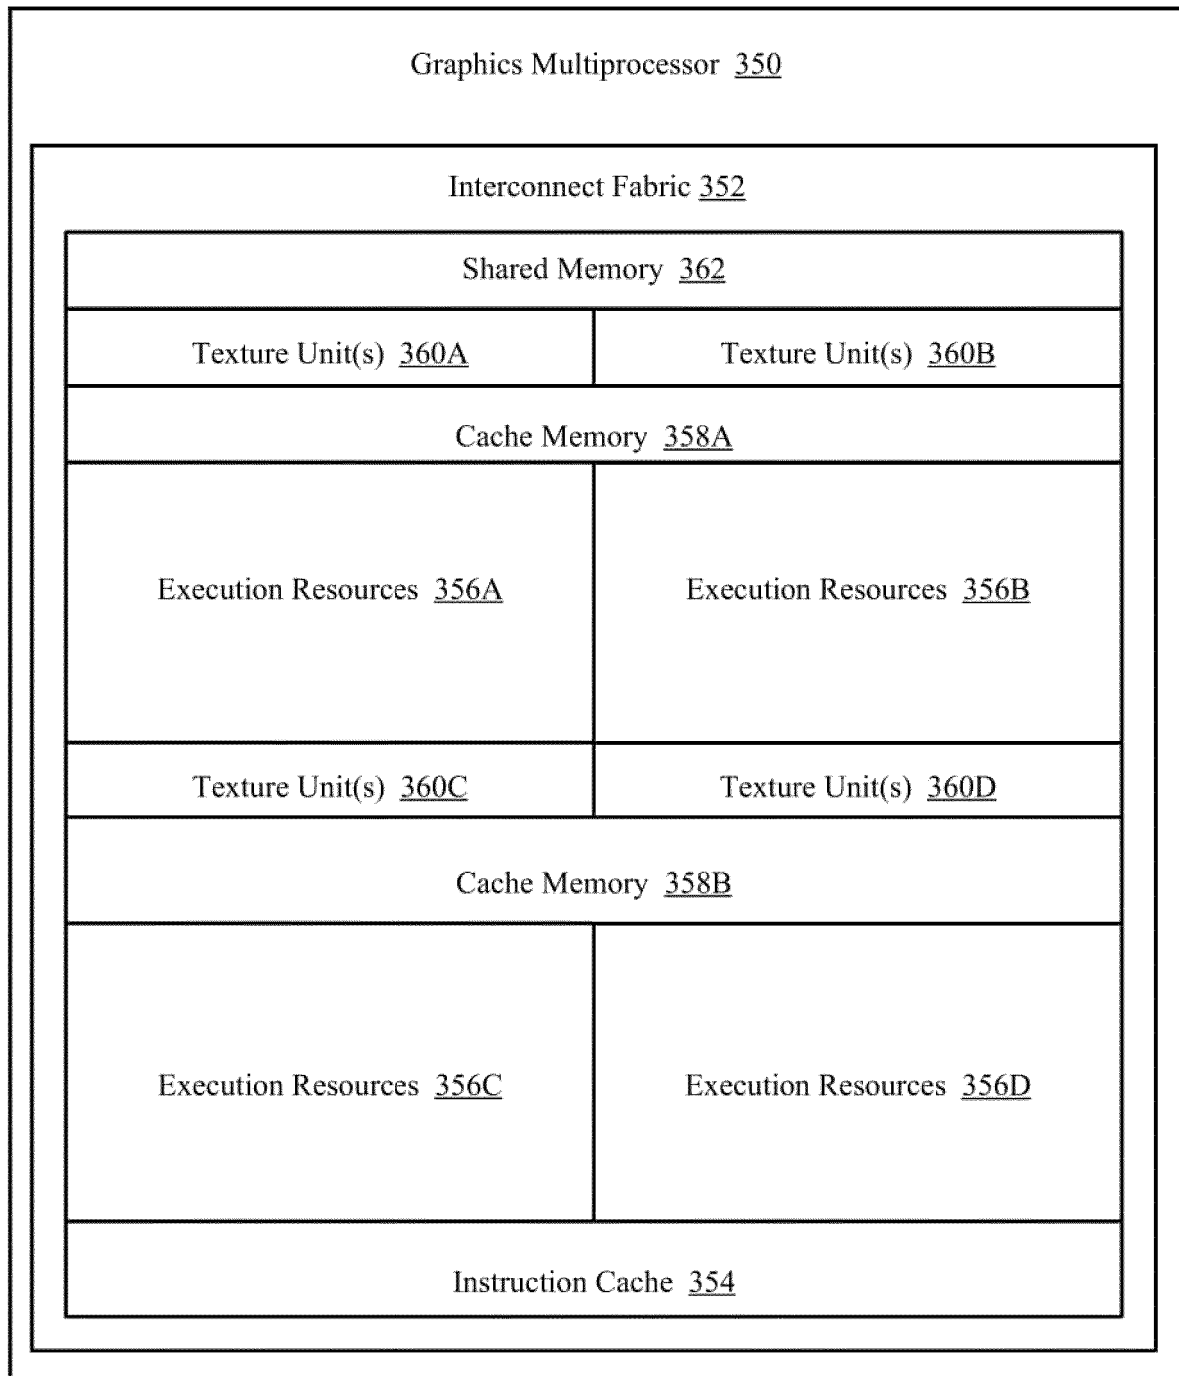 Graphics Multiprocessor 350
Interconnect Fabric 352
Shared Memory 362
Texture Unit(s) 360A
Texture Unit(s) 360B
Cache Memory 358A
Execution Resources 356A
Execution Resources 356B
Texture Unit(s) 360C
Texture Unit(s) 360D
Cache Memory 358B
Execution Resources 356C
Execution Resources 356D
Instruction Cache 354